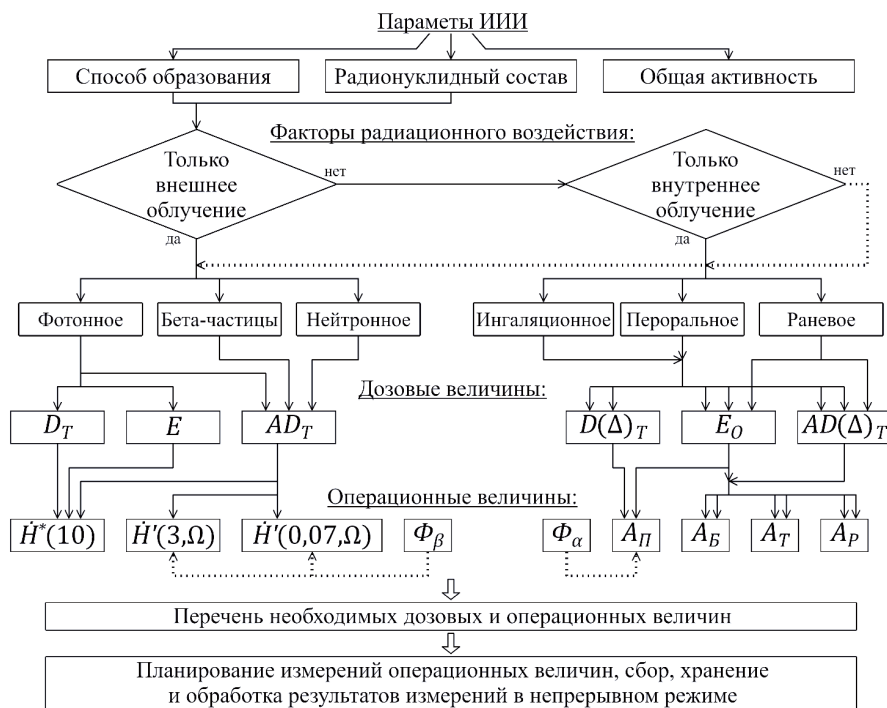 Параметры ИИИ
Способ образования
Радионуклидный состав
Общая активность
Факторы радиационного воздействия:
Только
внешнее
облучение
нет
да
Только
внутреннее
облучение
нет
да
Фотонное
Бета-частицы
Нейтронное
Ингаляционное
Пероральное
Раневое
Дозовые величины:
D_T
E
AD_T
D(Δ)_T
E_O
AD(Δ)_T
Операционные величины:
Ḣ*(10)
Ḣ′(3,Ω)
Ḣ′(0,07,Ω)
Φ_β
Φ_α
A_П
A_Б
A_T
A_P
Перечень необходимых дозовых и операционных величин
Планирование измерений операционных величин, сбор, хранение
и обработка результатов измерений в непрерывном режиме